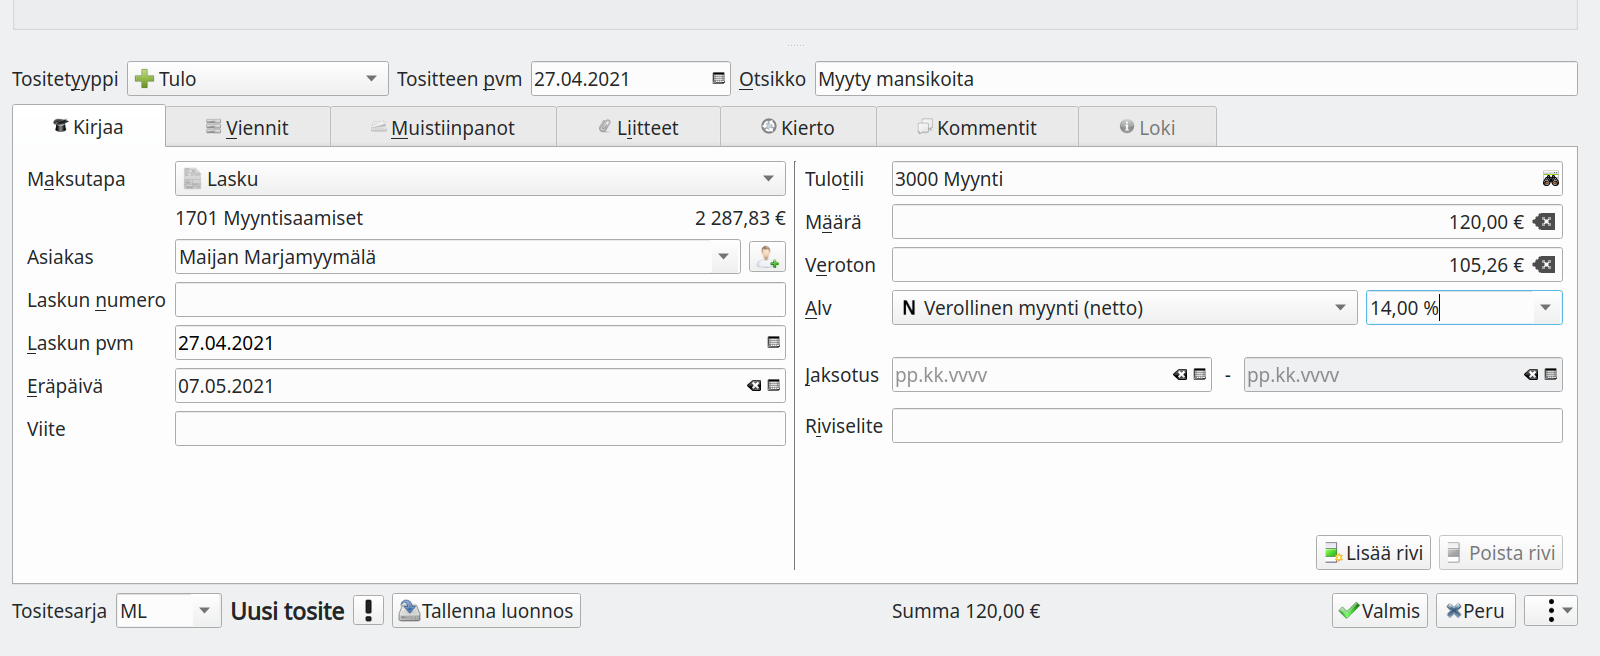 Tositetyyppi Tulo Tositteen pvm 27.04.2021 Otsikko Myyty mansikoita
Kirjaa Viennit Muistiinpanot Liitteet Kierto Kommentit Loki
Maksutapa Lasku
1701 Myyntisaamiset 2 287,83 €
Asiakas Maijan Marjamyymälä
Laskun numero
Laskun pvm 27.04.2021
Eräpäivä 07.05.2021
Viite
Tulotili 3000 Myynti
Määrä 120,00 €
Veroton 105,26 €
Alv N Verollinen myynti (netto) 14,00 %
Jaksotus pp.kk.vvvv - pp.kk.vvvv
Riviselite
Lisää rivi Poista rivi
Tositesarja ML Uusi tosite ! Tallenna luonnos Summa 120,00 € Valmis Peru